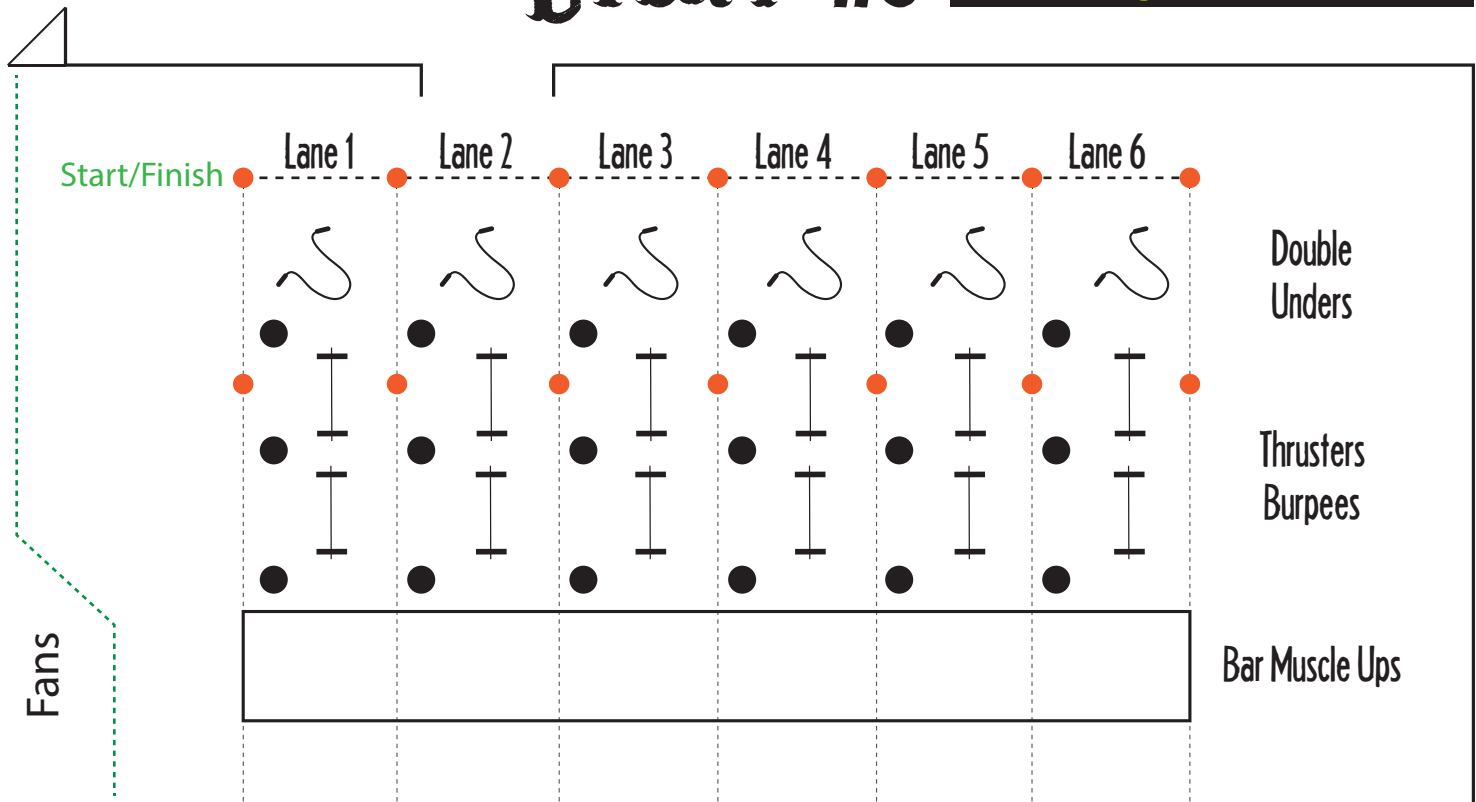 Lane 1
Lane 2
Lane 3
Lane 4
Lane 5
Lane 6
Start/Finish
Double
Unders
Thrusters
Burpees
Bar Muscle Ups
Fans